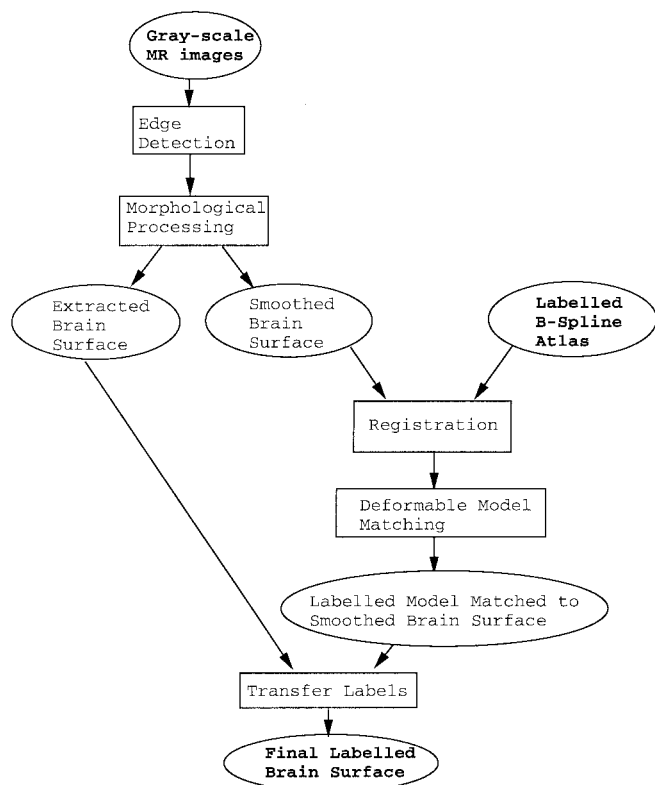 Gray-scale
MR images
Edge
Detection
Morphological
Processing
Extracted
Brain
Surface
Smoothed
Brain
Surface
Labelled
B-Spline
Atlas
Registration
Deformable Model
Matching
Labelled Model Matched to
Smoothed Brain Surface
Transfer Labels
Final Labelled
Brain Surface